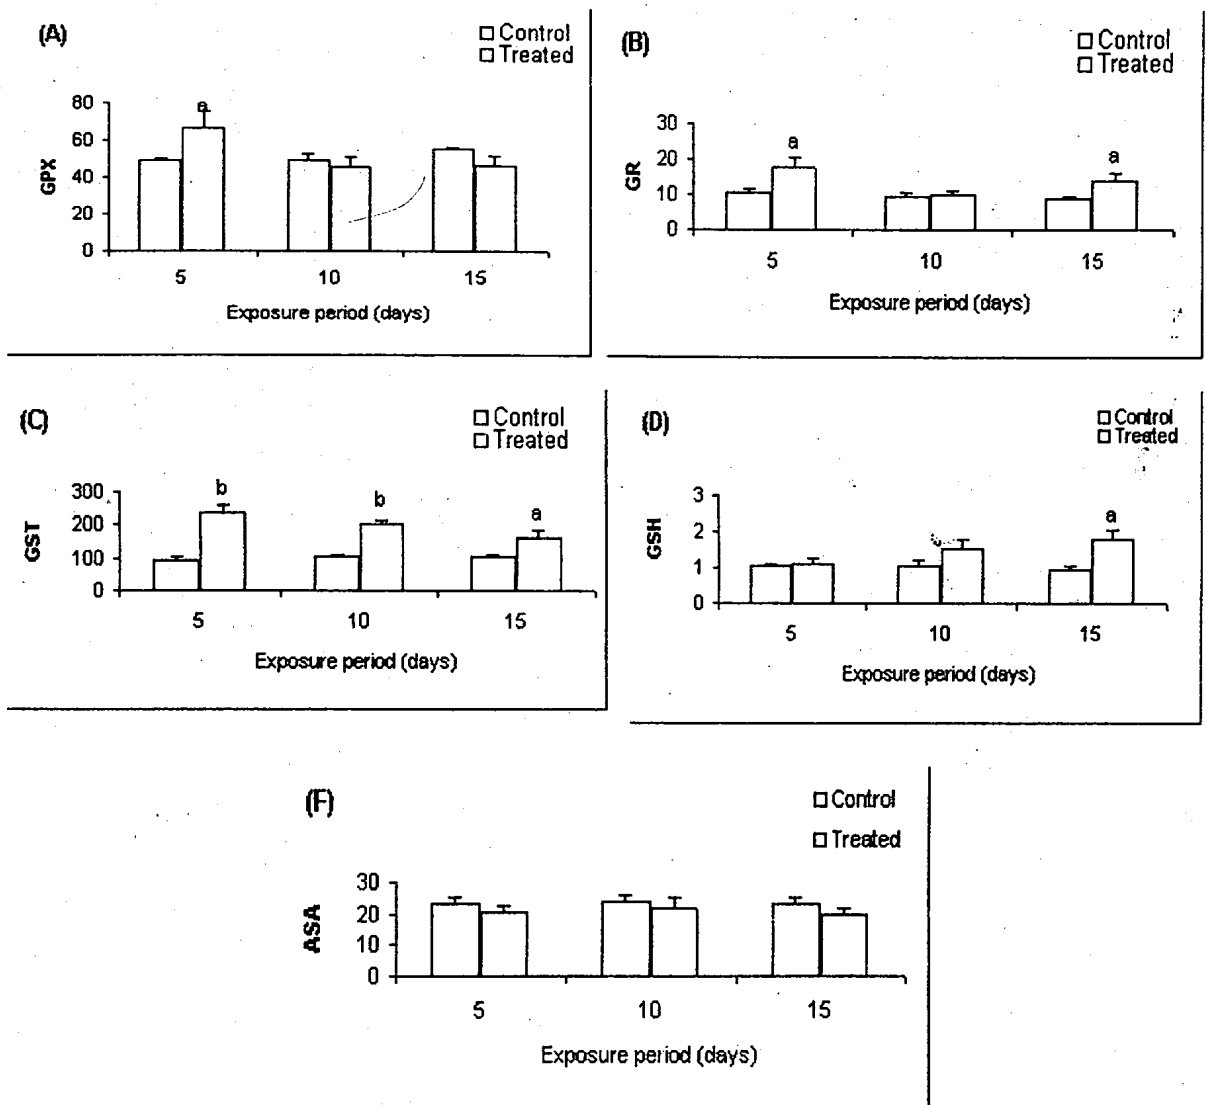 (A)
Control
Treated
a
80
60
40
20
0
GPX
5 10 15
Exposure period (days)
(B)
Control
Treated
a a
30
20
10
0
GR
5 10 15
Exposure period (days)
(C)
Control
Treated
b b a
300
200
100
0
GST
5 10 15
Exposure period (days)
(D)
Control
Treated
a
3
2
1
0
GSH
5 10 15
Exposure period (days)
(F)
Control
Treated
30
20
10
0
ASA
5 10 15
Exposure period (days)